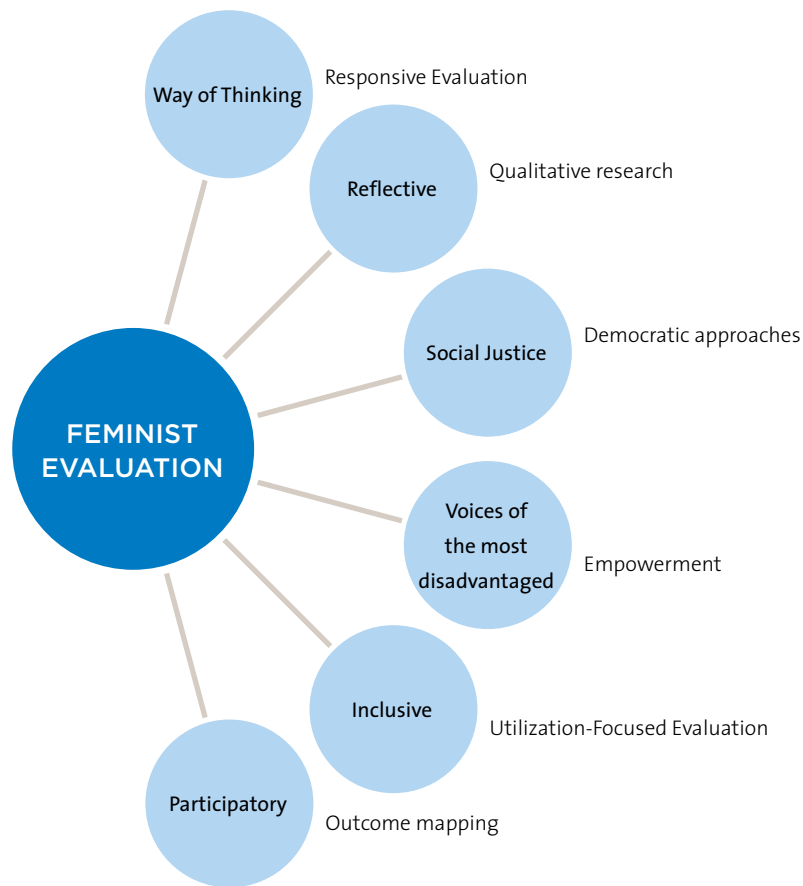 Way of Thinking
Responsive Evaluation
Reflective
Qualitative research
Social Justice
Democratic approaches
FEMINIST
EVALUATION
Voices of
the most
disadvantaged
Empowerment
Inclusive
Utilization-Focused Evaluation
Participatory
Outcome mapping